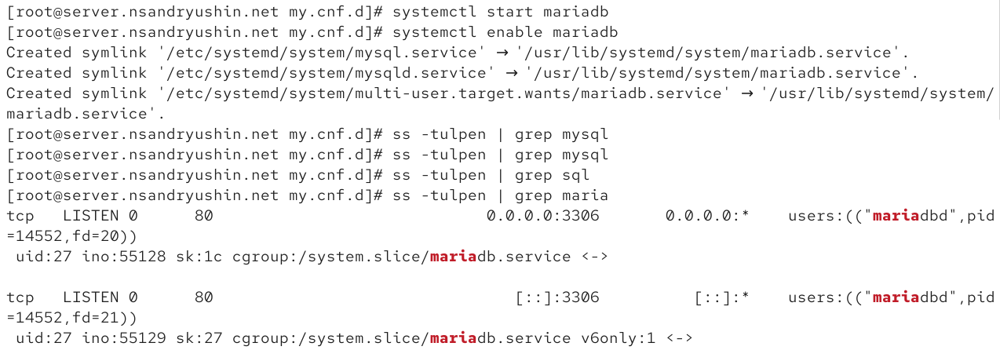 [root@server.nsandryushin.net my.cnf.d]# systemctl start mariadb
[root@server.nsandryushin.net my.cnf.d]# systemctl enable mariadb
Created symlink '/etc/systemd/system/mysql.service' → '/usr/lib/systemd/system/mariadb.service'.
Created symlink '/etc/systemd/system/mysqld.service' → '/usr/lib/systemd/system/mariadb.service'.
Created symlink '/etc/systemd/system/multi-user.target.wants/mariadb.service' → '/usr/lib/systemd/system/
mariadb.service'.
[root@server.nsandryushin.net my.cnf.d]# ss -tulpen | grep mysql
[root@server.nsandryushin.net my.cnf.d]# ss -tulpen | grep mysql
[root@server.nsandryushin.net my.cnf.d]# ss -tulpen | grep sql
[root@server.nsandryushin.net my.cnf.d]# ss -tulpen | grep maria
tcp   LISTEN 0      80                             0.0.0.0:3306       0.0.0.0:*    users:(("mariadbd",pid
=14552,fd=20))
 uid:27 ino:55128 sk:1c cgroup:/system.slice/mariadb.service <->
tcp   LISTEN 0      80                                [::]:3306          [::]:*    users:(("mariadbd",pid
=14552,fd=21))
 uid:27 ino:55129 sk:27 cgroup:/system.slice/mariadb.service v6only:1 <->